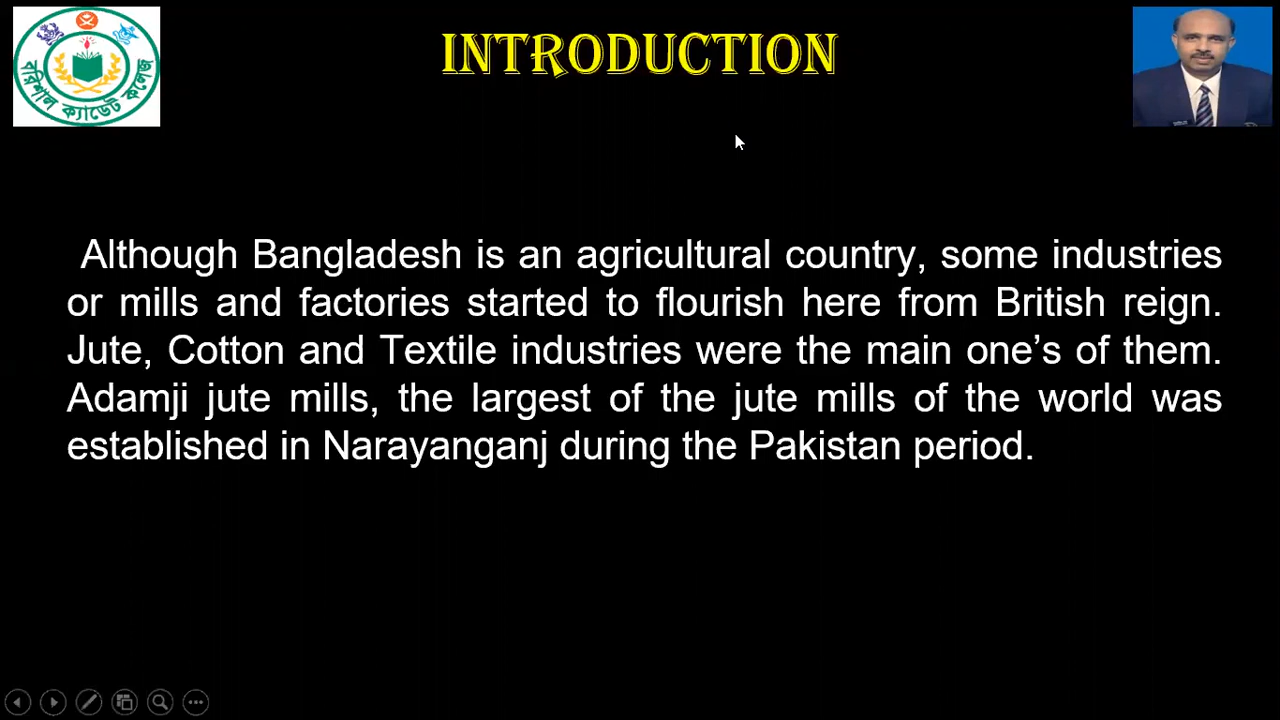 বরিশাল ক্যাডেট কলেজ
INTRODUCTION
Although Bangladesh is an agricultural country, some industries
or mills and factories started to flourish here from British reign.
Jute, Cotton and Textile industries were the main one’s of them.
Adamji jute mills, the largest of the jute mills of the world was
established in Narayanganj during the Pakistan period.